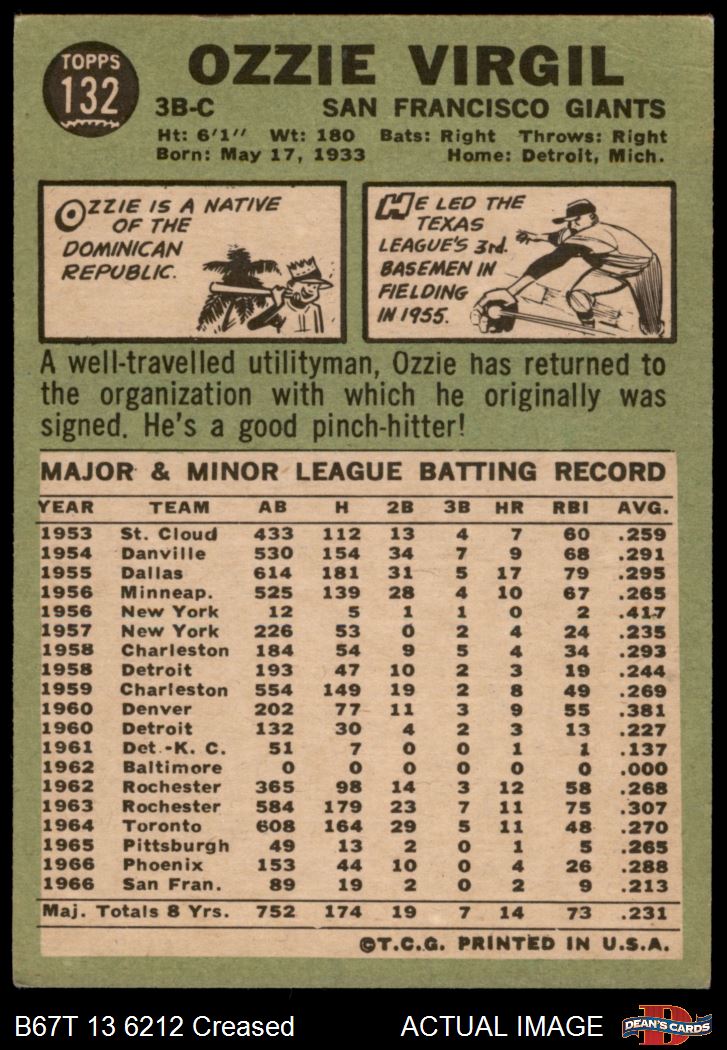 TOPPS
132
OZZIE VIRGIL
3B-C SAN FRANCISCO GIANTS
Ht: 6'1" Wt: 180 Bats: Right Throws: Right
Born: May 17, 1933 Home: Detroit, Mich.
OZZIE IS A NATIVE
OF THE
DOMINICAN
REPUBLIC.
HE LED THE
TEXAS
LEAGUE'S 3rd.
BASEMEN IN
FIELDING
IN 1955.
A well-travelled utilityman, Ozzie has returned to
the organization with which he originally was
signed. He's a good pinch-hitter!
MAJOR & MINOR LEAGUE BATTING RECORD
YEAR TEAM AB H 2B 3B HR RBI AVG.
1953 St. Cloud 433 112 13 4 7 60 .259
1954 Danville 530 154 34 7 9 68 .291
1955 Dallas 614 181 31 5 17 79 .295
1956 Minneap. 525 139 28 4 10 67 .265
1956 New York 12 5 1 1 0 2 .417
1957 New York 226 53 0 2 4 24 .235
1958 Charleston 184 54 9 5 4 34 .293
1958 Detroit 193 47 10 2 3 19 .244
1959 Charleston 554 149 19 2 8 49 .269
1960 Denver 202 77 11 3 9 55 .381
1960 Detroit 132 30 4 2 3 13 .227
1961 Det.-K. C. 51 7 0 0 1 1 .137
1962 Baltimore 0 0 0 0 0 0 .000
1962 Rochester 365 98 14 3 12 58 .268
1963 Rochester 584 179 23 7 11 75 .307
1964 Toronto 608 164 29 5 11 48 .270
1965 Pittsburgh 49 13 2 0 1 5 .265
1966 Phoenix 153 44 10 0 4 26 .288
1966 San Fran. 89 19 2 0 2 9 .213
Maj. Totals 8 Yrs. 752 174 19 7 14 73 .231
©T.C.G. PRINTED IN U.S.A.
B67T 13 6212 Creased ACTUAL IMAGE
D
DEAN'S CARDS